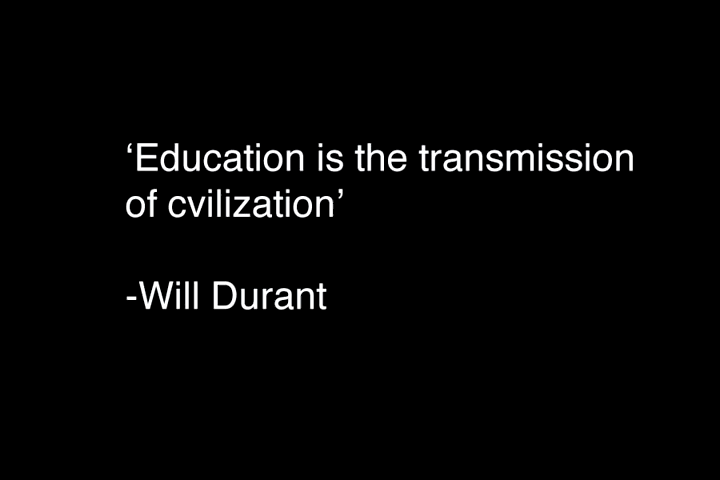 ‘Education is the transmission
of cvilization’
-Will Durant